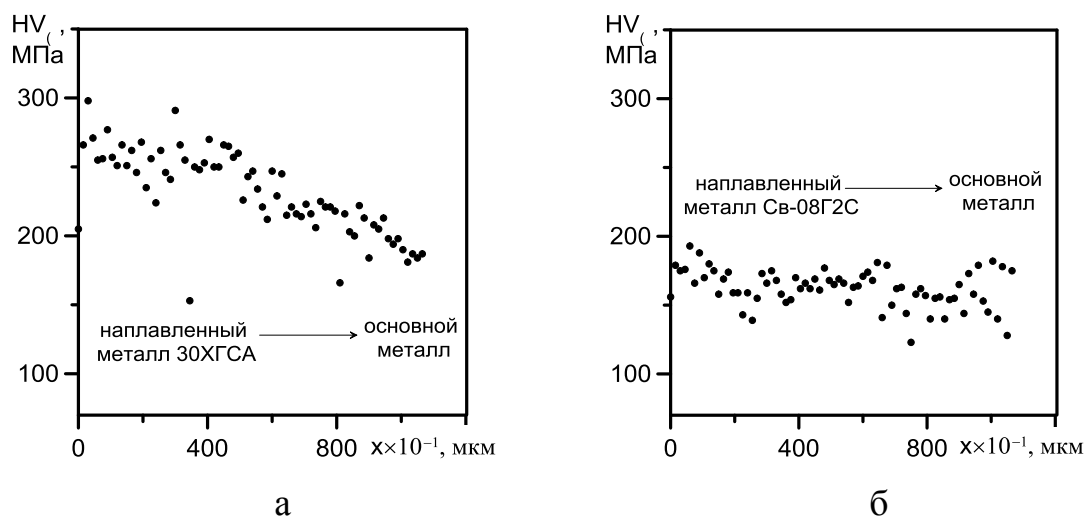 HV( ,
МПа
300
200
100
наплавленный
металл 30ХГСА
основной
металл
0
400
800
x×10⁻¹, мкм
а
HV( ,
МПа
300
200
100
наплавленный
металл Св-08Г2С
основной
металл
0
400
800
x×10⁻¹, мкм
б